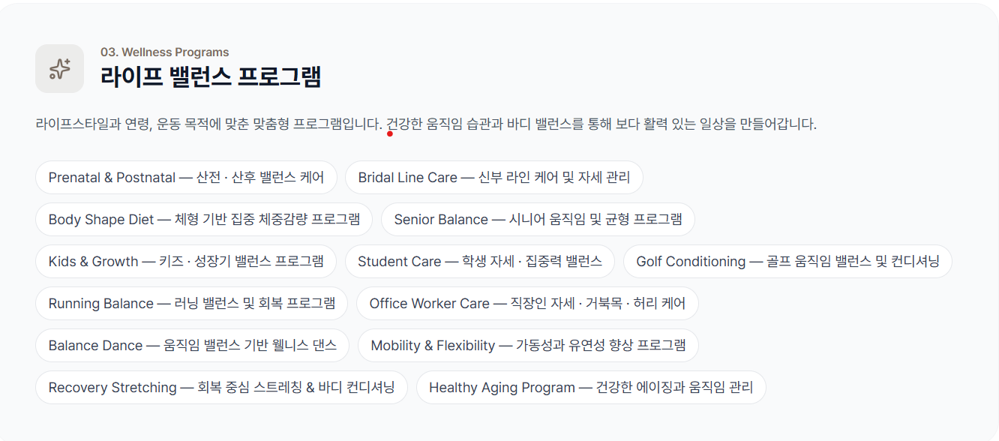 03. Wellness Programs
라이프 밸런스 프로그램
라이프스타일과 연령, 운동 목적에 맞춘 맞춤형 프로그램입니다. 건강한 움직임 습관과 바디 밸런스를 통해 보다 활력 있는 일상을 만들어갑니다.
Prenatal & Postnatal — 산전 · 산후 밸런스 케어
Bridal Line Care — 신부 라인 케어 및 자세 관리
Body Shape Diet — 체형 기반 집중 체중감량 프로그램
Senior Balance — 시니어 움직임 및 균형 프로그램
Kids & Growth — 키즈 · 성장기 밸런스 프로그램
Student Care — 학생 자세 · 집중력 밸런스
Golf Conditioning — 골프 움직임 밸런스 및 컨디셔닝
Running Balance — 러닝 밸런스 및 회복 프로그램
Office Worker Care — 직장인 자세 · 거북목 · 허리 케어
Balance Dance — 움직임 밸런스 기반 웰니스 댄스
Mobility & Flexibility — 가동성과 유연성 향상 프로그램
Recovery Stretching — 회복 중심 스트레칭 & 바디 컨디셔닝
Healthy Aging Program — 건강한 에이징과 움직임 관리